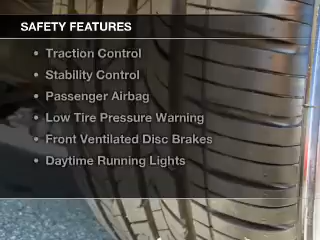 SAFETY FEATURES
• Traction Control
• Stability Control
• Passenger Airbag
• Low Tire Pressure Warning
• Front Ventilated Disc Brakes
• Daytime Running Lights